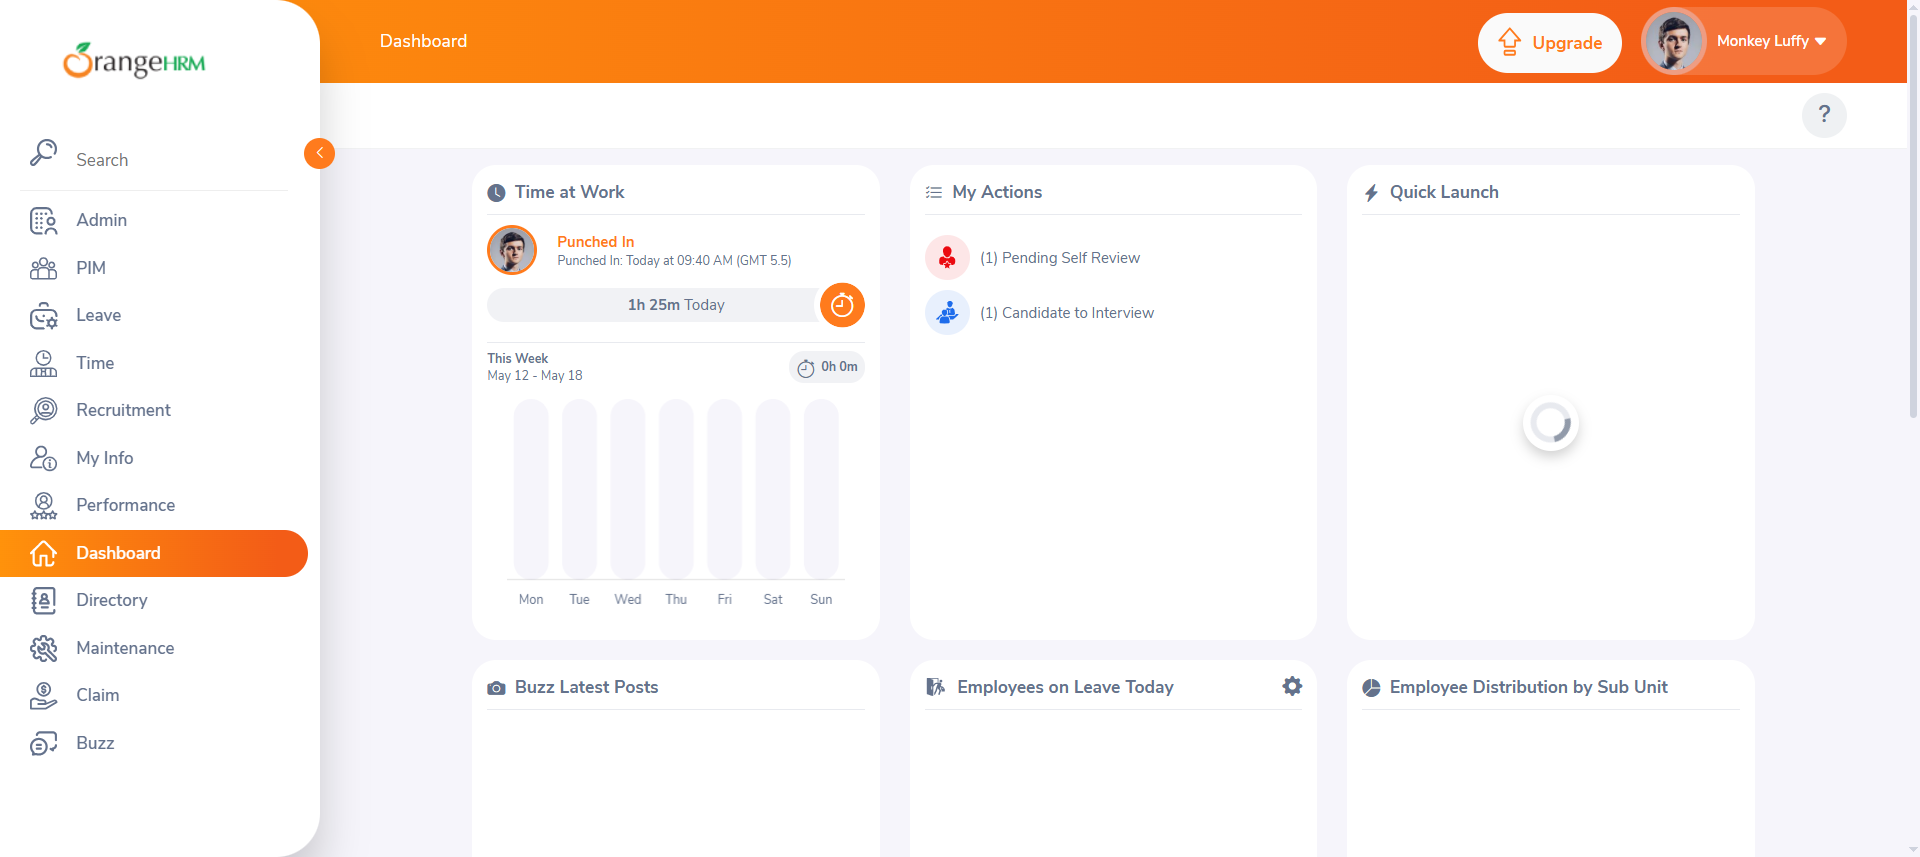 OrangeHRM
Dashboard
Upgrade
Monkey Luffy
?
Search
Admin
PIM
Leave
Time
Recruitment
My Info
Performance
Dashboard
Directory
Maintenance
Claim
Buzz
Time at Work
Punched In
Punched In: Today at 09:40 AM (GMT 5.5)
1h 25m Today
This Week
May 12 - May 18
0h 0m
Mon Tue Wed Thu Fri Sat Sun
My Actions
(1) Pending Self Review
(1) Candidate to Interview
Quick Launch
Buzz Latest Posts
Employees on Leave Today
Employee Distribution by Sub Unit